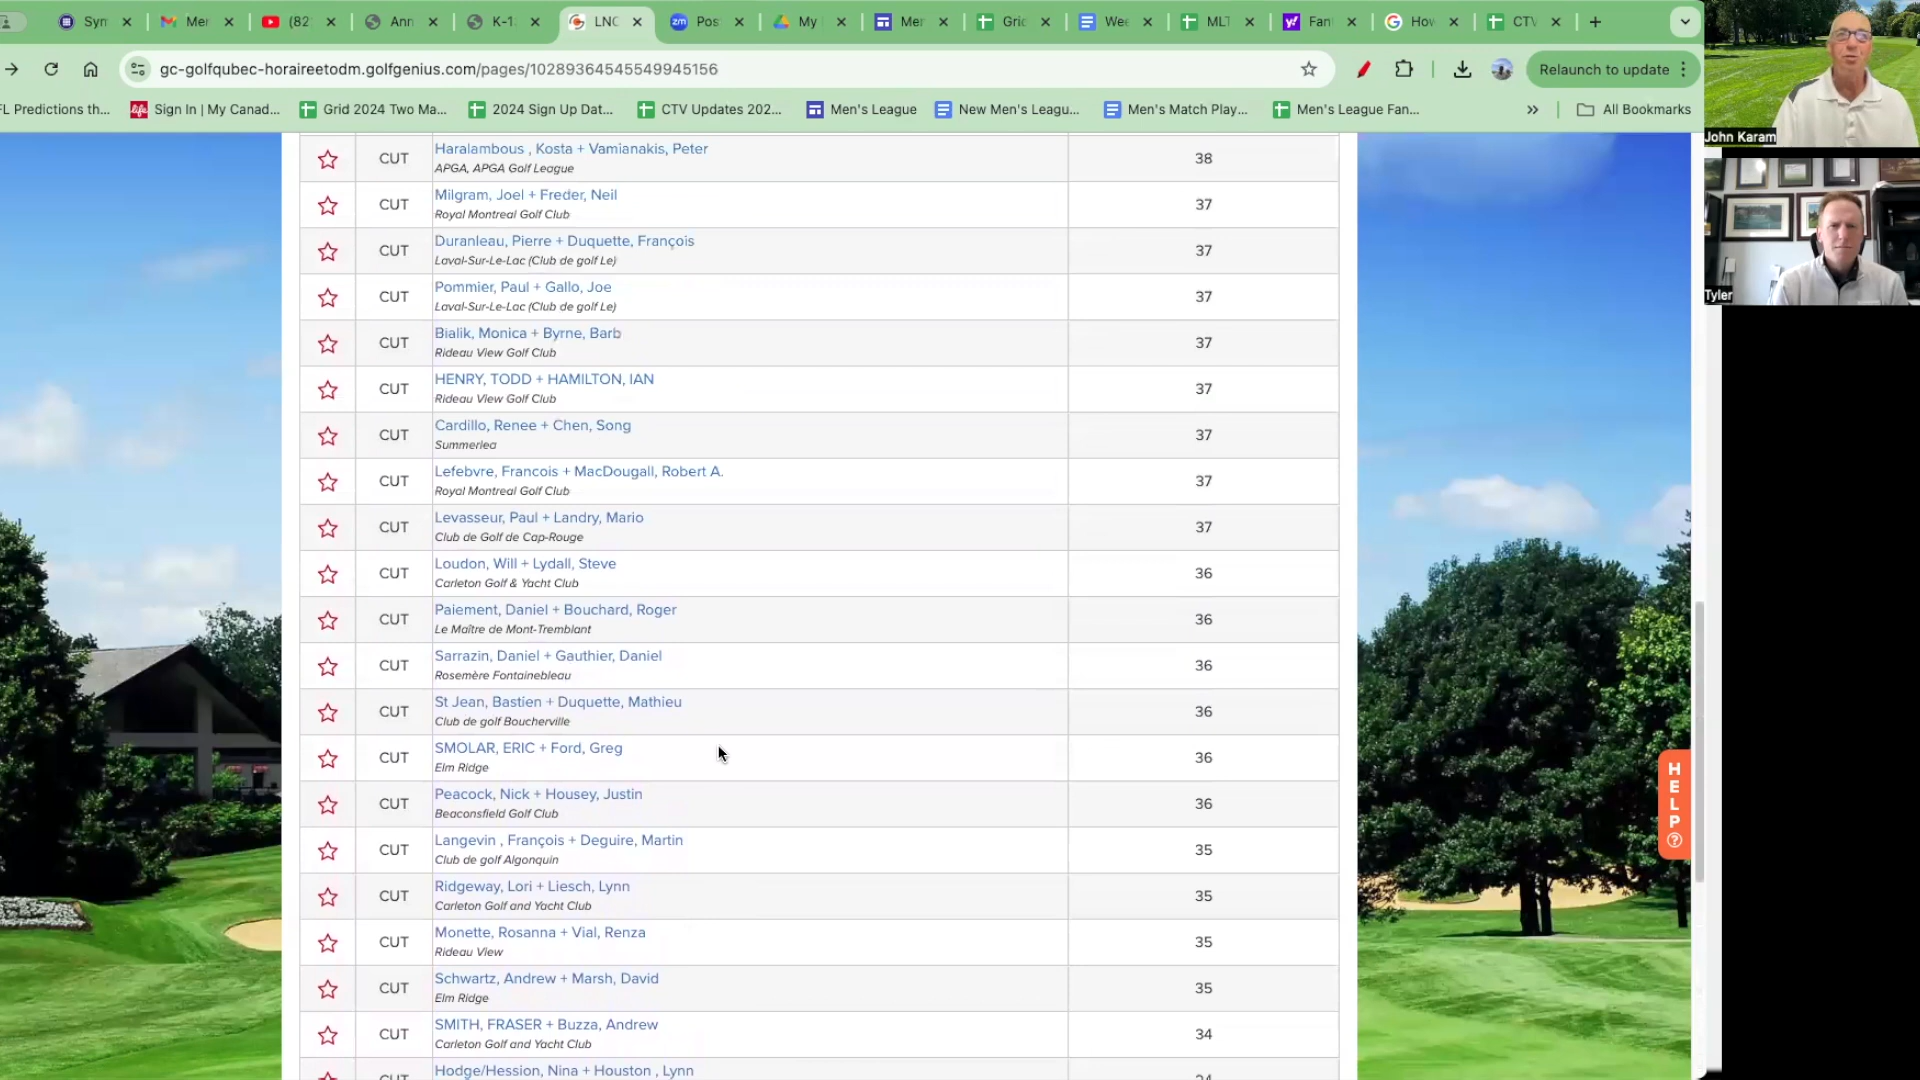 Syn
Mer
(82
Ann
K-1
LNC
Pos
My
Mer
Gric
Wee
MLT
Fan
How
CTV
gc-golfqubec-horaireetodm.golfgenius.com/pages/10289364545549945156
Relaunch to update
FL Predictions th...
Sign In | My Canad...
Grid 2024 Two Ma...
2024 Sign Up Dat...
CTV Updates 202...
Men's League
New Men's Leagu...
Men's Match Play...
Men's League Fan...
All Bookmarks
John Karam
Tyler
CUT Haralambous , Kosta + Vamianakis, Peter 38
APGA, APGA Golf League
CUT Milgram, Joel + Freder, Neil 37
Royal Montreal Golf Club
CUT Duranleau, Pierre + Duquette, François 37
Laval-Sur-Le-Lac (Club de golf Le)
CUT Pommier, Paul + Gallo, Joe 37
Laval-Sur-Le-Lac (Club de golf Le)
CUT Bialik, Monica + Byrne, Barb 37
Rideau View Golf Club
CUT HENRY, TODD + HAMILTON, IAN 37
Rideau View Golf Club
CUT Cardillo, Renee + Chen, Song 37
Summerlea
CUT Lefebvre, Francois + MacDougall, Robert A. 37
Royal Montreal Golf Club
CUT Levasseur, Paul + Landry, Mario 37
Club de Golf de Cap-Rouge
CUT Loudon, Will + Lydall, Steve 36
Carleton Golf & Yacht Club
CUT Paiement, Daniel + Bouchard, Roger 36
Le Maître de Mont-Tremblant
CUT Sarrazin, Daniel + Gauthier, Daniel 36
Rosemère Fontainebleau
CUT St Jean, Bastien + Duquette, Mathieu 36
Club de golf Boucherville
CUT SMOLAR, ERIC + Ford, Greg 36
Elm Ridge
CUT Peacock, Nick + Housey, Justin 36
Beaconsfield Golf Club
CUT Langevin , François + Deguire, Martin 35
Club de golf Algonquin
CUT Ridgeway, Lori + Liesch, Lynn 35
Carleton Golf and Yacht Club
CUT Monette, Rosanna + Vial, Renza 35
Rideau View
CUT Schwartz, Andrew + Marsh, David 35
Elm Ridge
CUT SMITH, FRASER + Buzza, Andrew 34
Carleton Golf and Yacht Club
CUT Hodge/Hession, Nina + Houston , Lynn
HELP